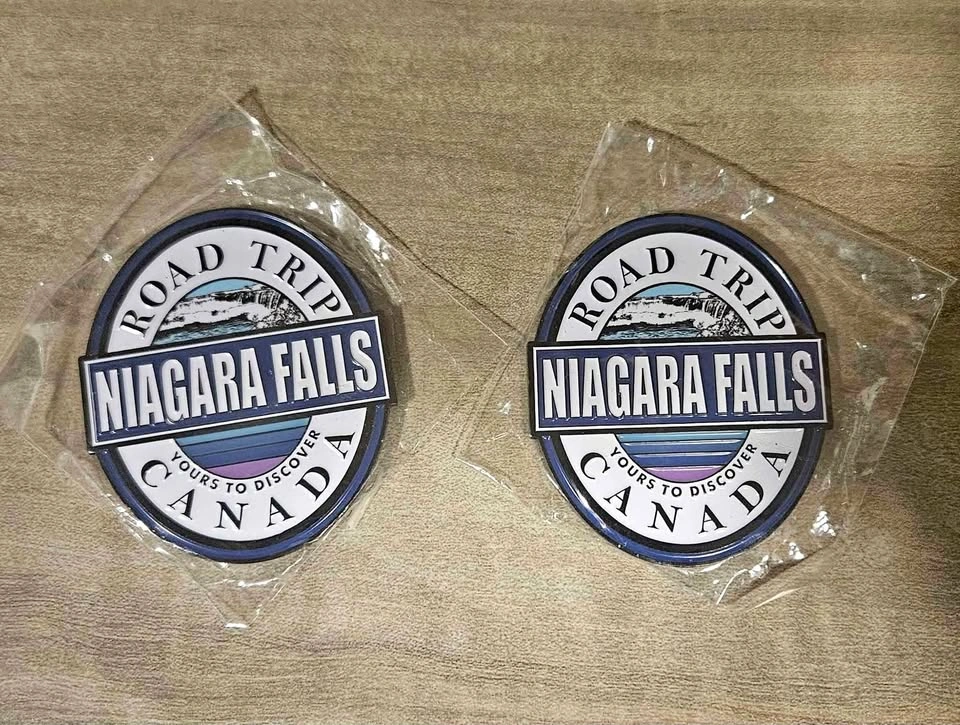 ROAD TRIP
NIAGARA FALLS
YOURS TO DISCOVER
CANADA
ROAD TRIP
NIAGARA FALLS
YOURS TO DISCOVER
CANADA